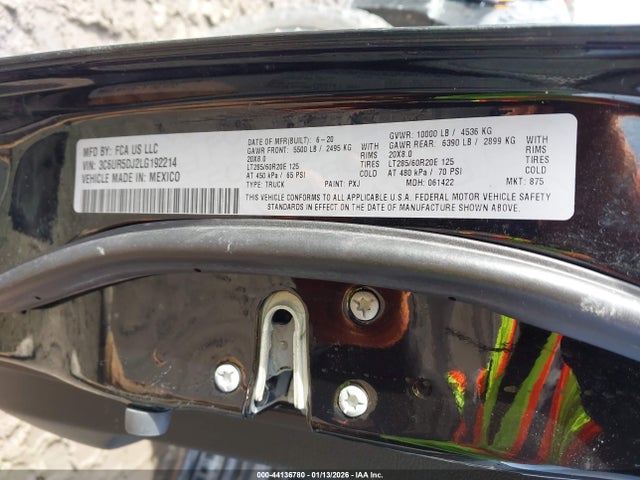 MFD BY: FCA US LLC
VIN: 3C6UR5DJ2LG192214
VEHICLE MADE IN: MEXICO
DATE OF MFR(BUILT): 6-20
GAWR FRONT: 5500 LB / 2495 KG
20X8.0 WITH RIMS
LT285/60R20E 125 TIRES
AT 450 kPa / 65 PSI COLD
TYPE: TRUCK PAINT: PXJ
GVWR: 10000 LB / 4536 KG
GAWR REAR: 6390 LB / 2899 KG
20X8.0 WITH RIMS
LT285/60R20E 125 TIRES
AT 480 kPa / 70 PSI COLD
MDH: 061422 MKT: 875
THIS VEHICLE CONFORMS TO ALL APPLICABLE U.S.A. FEDERAL MOTOR VEHICLE SAFETY
STANDARDS IN EFFECT ON THE DATE OF MANUFACTURE SHOWN ABOVE.
000-44136780 - 01/13/2026 - IAAI.COM